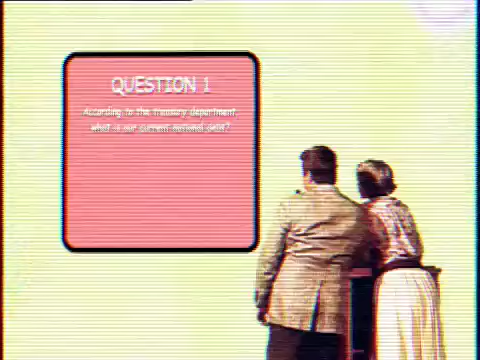 QUESTION 1
According to the treasury department,
what is our current national debt?